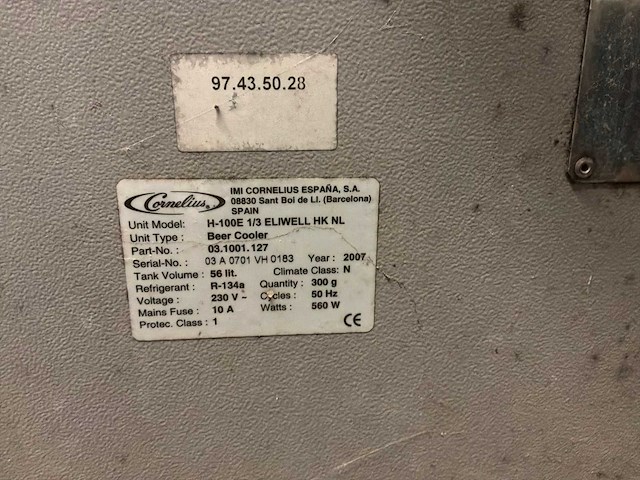 97.43.50.28
Cornelius
IMI CORNELIUS ESPAÑA, S.A.
08830 Sant Boi de Ll. (Barcelona)
SPAIN
Unit Model: H-100E 1/3 ELIWELL HK NL
Unit Type : Beer Cooler
Part-No. : 03.1001.127
Serial-No. : 03 A 0701 VH 0183 Year : 2007
Tank Volume : 56 lit. Climate Class: N
Refrigerant : R-134a Quantity : 300 g
Voltage : 230 V ~ Cycles : 50 Hz
Mains Fuse : 10 A Watts : 560 W
Protec. Class : 1 CE